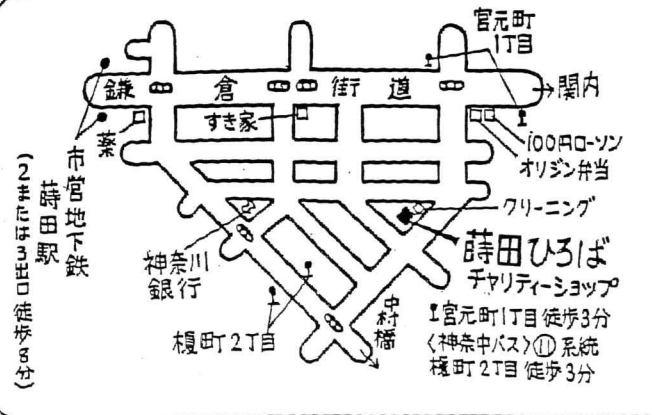 宮元町
1丁目
鎌倉街道
→関内
すき家
薬
100円ローソン
オリジン弁当
市営地下鉄
蒔田駅
(2または3出口徒歩8分)
クリーニング
蒔田ひろば
チャリティーショップ
神奈川
銀行
榎町2丁目
中村橋
宮元町1丁目徒歩3分
〈神奈中バス〉⑪系統
榎町2丁目徒歩3分